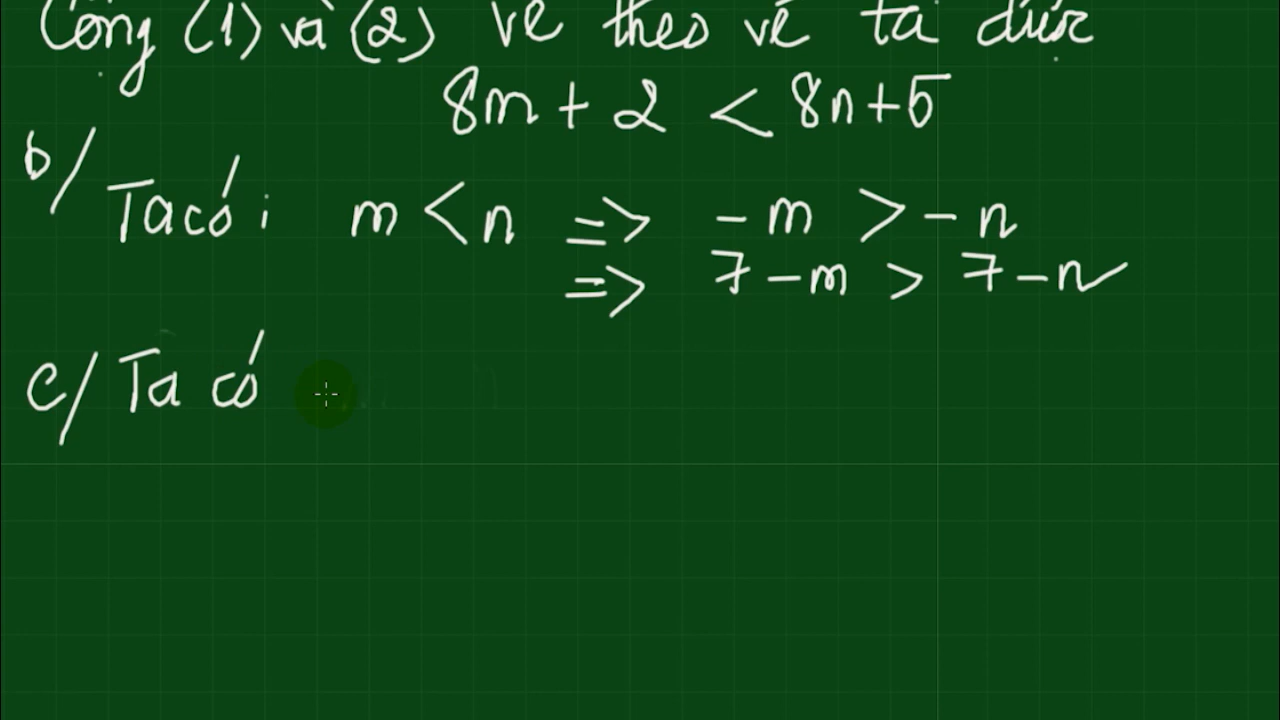 Cộng (1) và (2) vế theo vế ta được
8m + 2 < 8n + 5
b/ Ta có : m < n => - m > - n
=> 7 - m > 7 - n
c/ Ta có